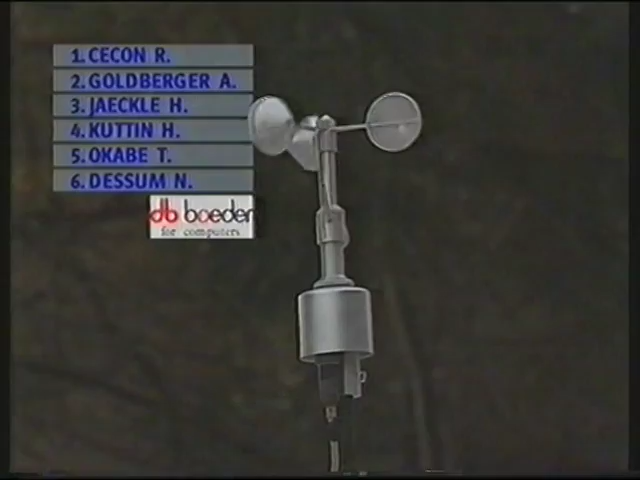 1. CECON R.
2. GOLDBERGER A.
3. JAECKLE H.
4. KUTTIN H.
5. OKABE T.
6. DESSUM N.
db boeder
for computers